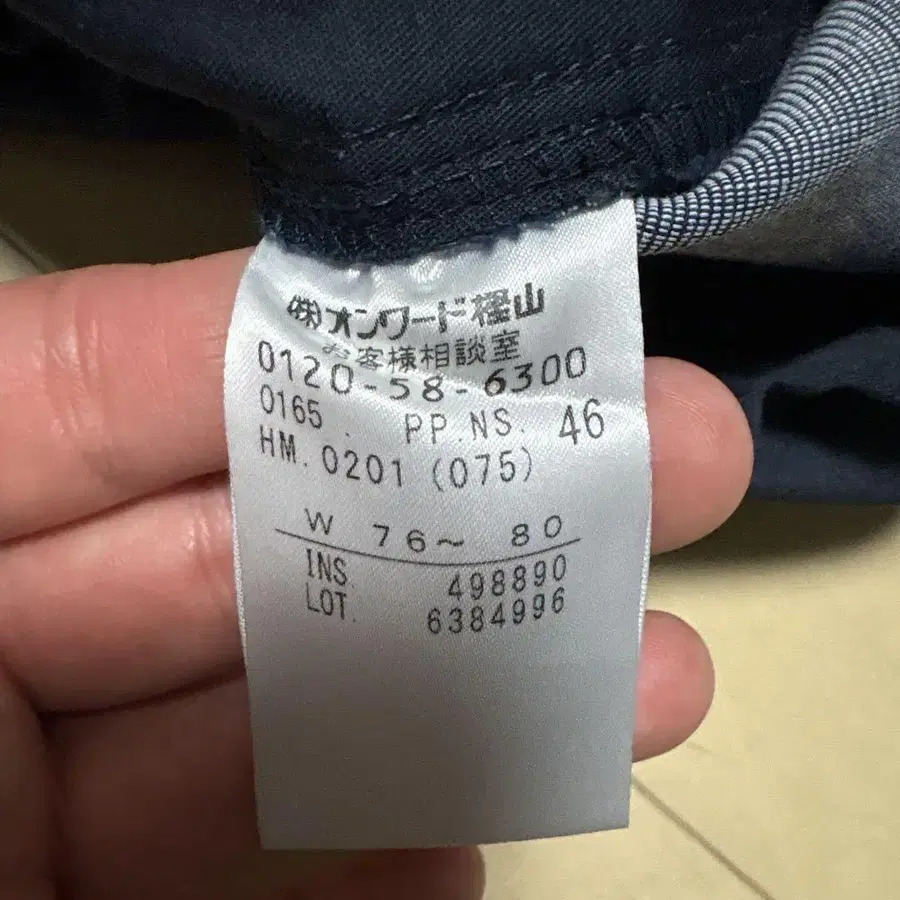 ㈱オンワード樫山
お客様相談室
0120-58-6300
0165. PP.NS. 46
HM. 0201 (075)
W 76～ 80
INS. 498890
LOT. 6384996